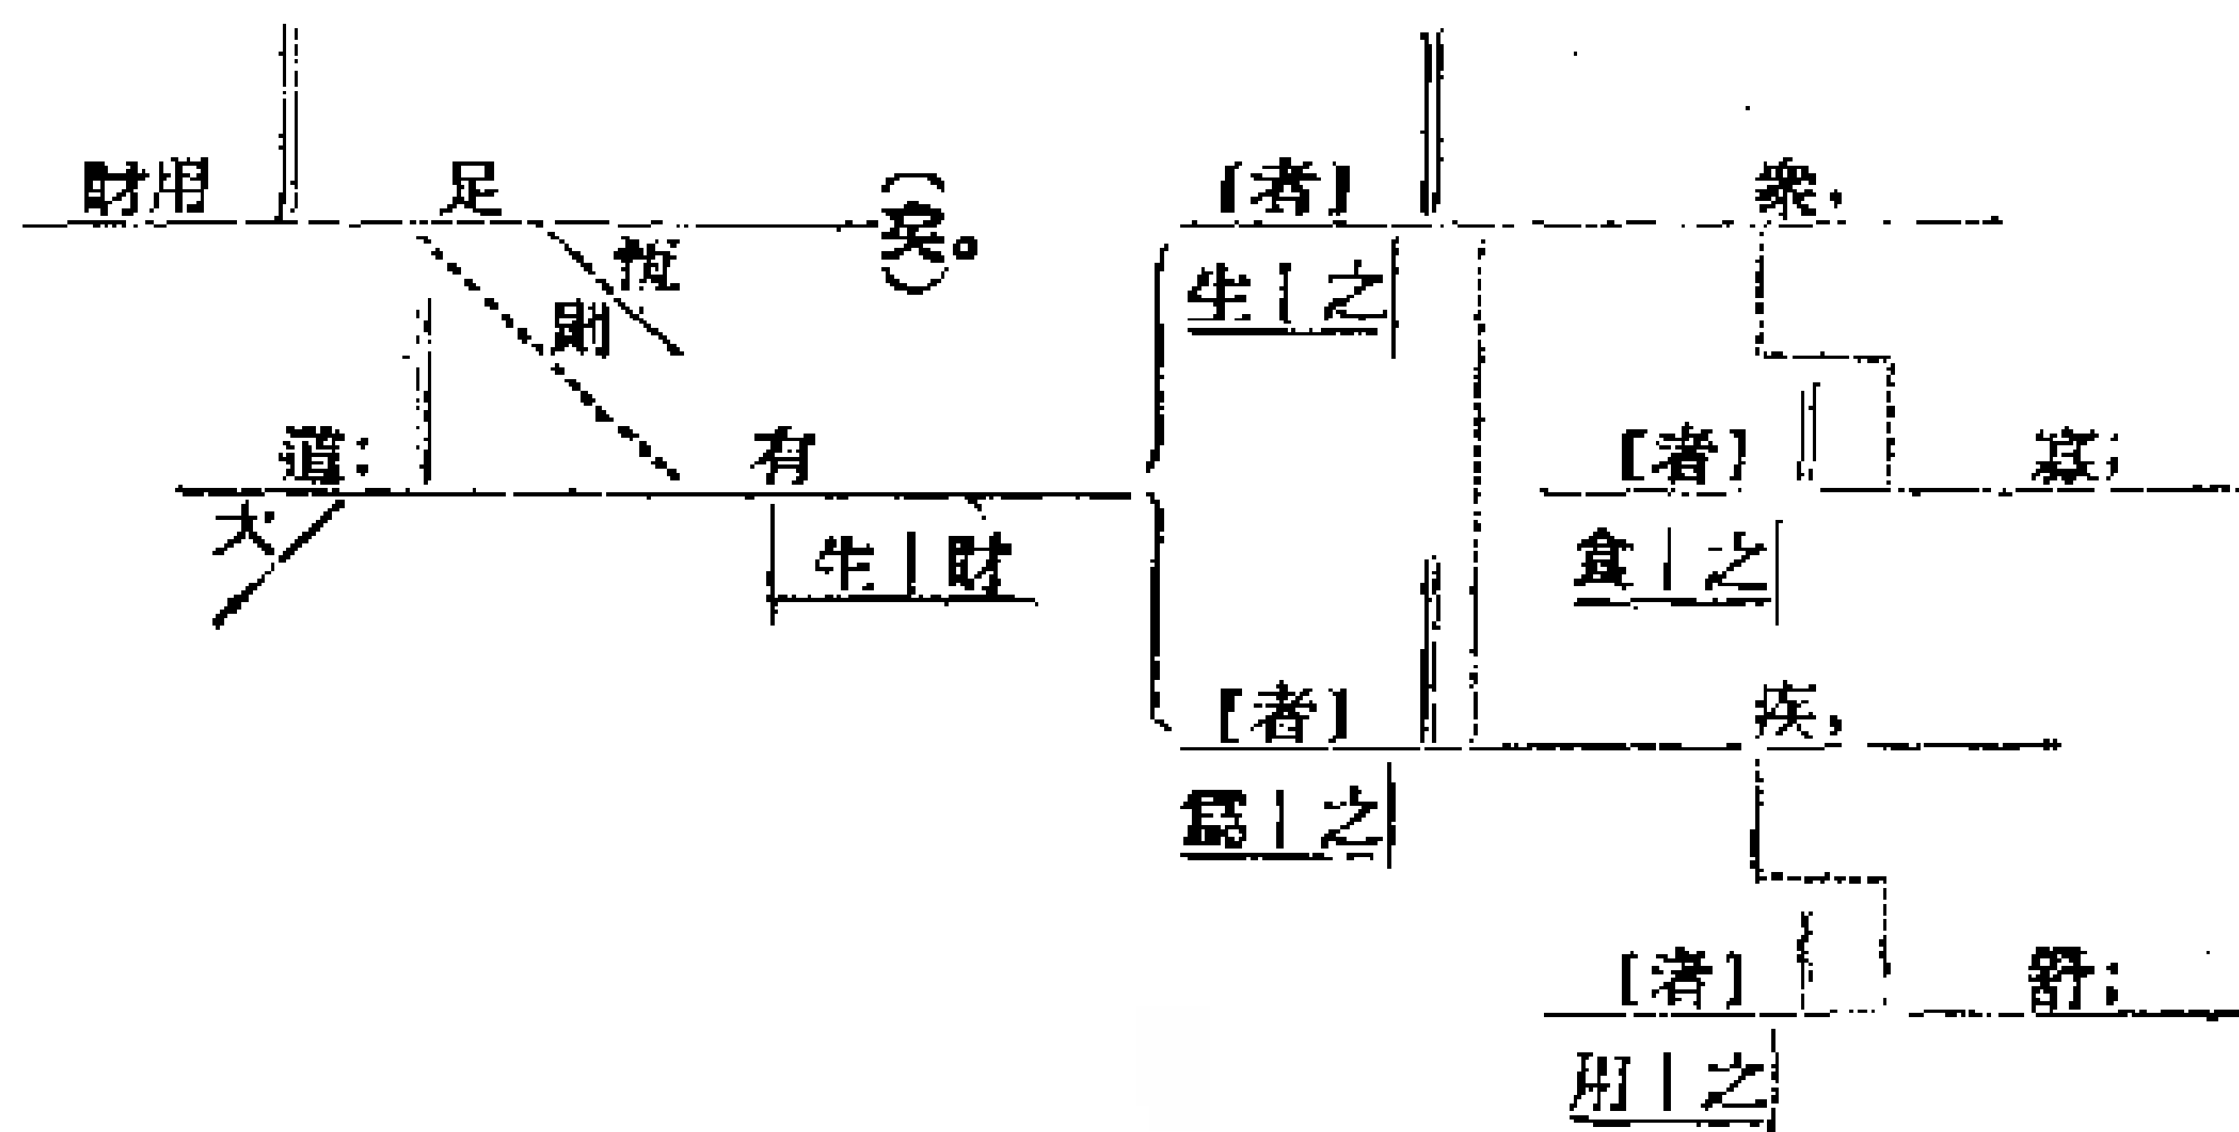 財用 足 (矣)。 [者] 衆，
恆 生 之
則
道： 有 [者] 寡；
大 生 財 食 之
[者] 疾，
爲 之
[者] 舒；
用 之